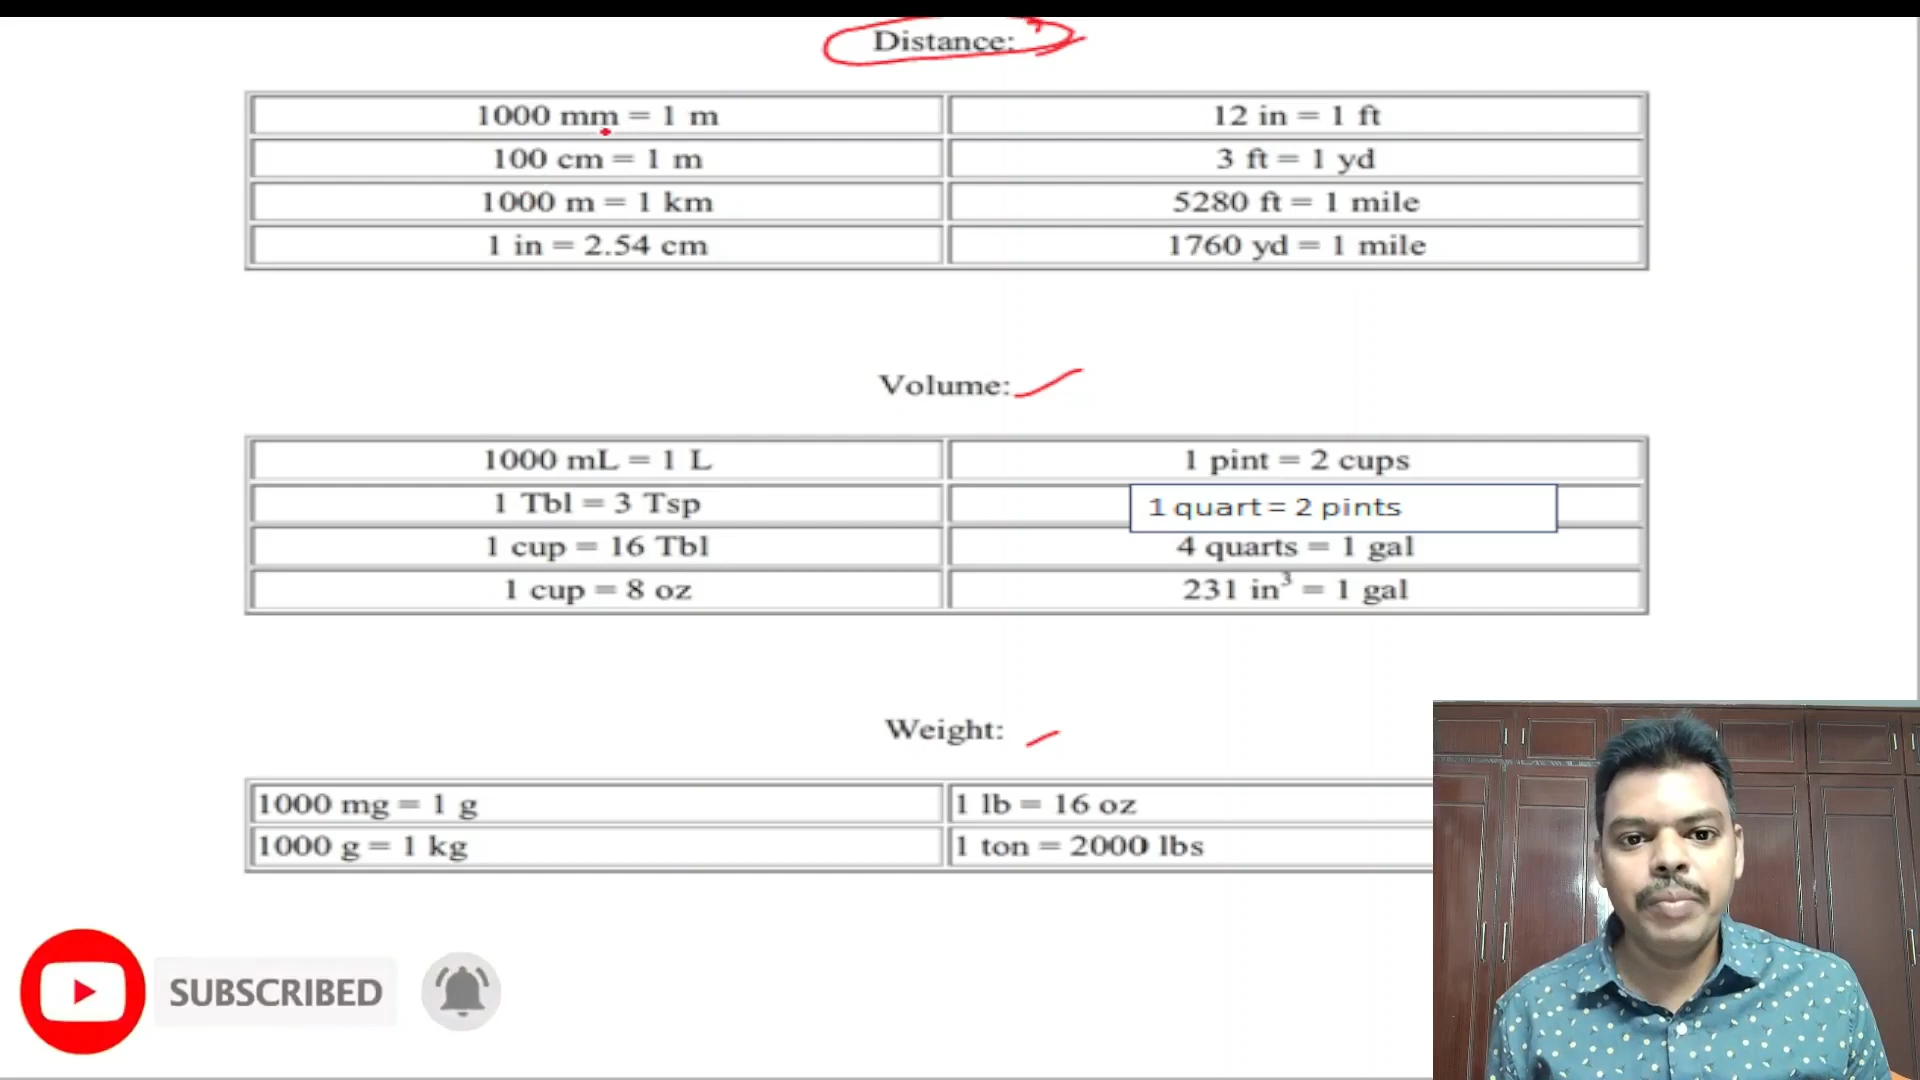 Distance:
1000 mm = 1 m
12 in = 1 ft
100 cm = 1 m
3 ft = 1 yd
1000 m = 1 km
5280 ft = 1 mile
1 in = 2.54 cm
1760 yd = 1 mile
Volume:
1000 mL = 1 L
1 pint = 2 cups
1 Tbl = 3 Tsp
1 quart = 2 pints
1 cup = 16 Tbl
4 quarts = 1 gal
1 cup = 8 oz
231 in³ = 1 gal
Weight:
1000 mg = 1 g
1 lb = 16 oz
1000 g = 1 kg
1 ton = 2000 lbs
SUBSCRIBED